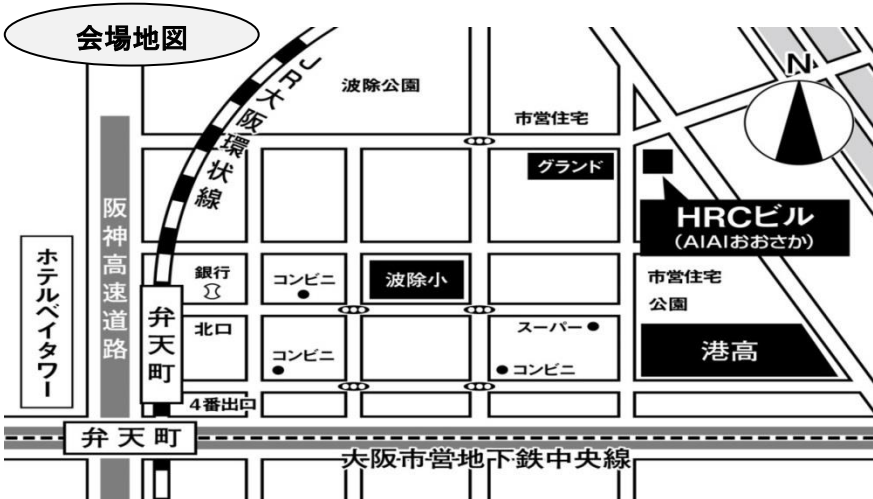 会場地図
N
JR大阪環状線
波除公園
市営住宅
グランド
HRCビル
(AIAIおおさか)
阪神高速道路
ホテルベイタワー
銀行
コンビニ
波除小
市営住宅
公園
弁天町
北口
コンビニ
スーパー
コンビニ
港高
4番出口
弁天町
大阪市営地下鉄中央線